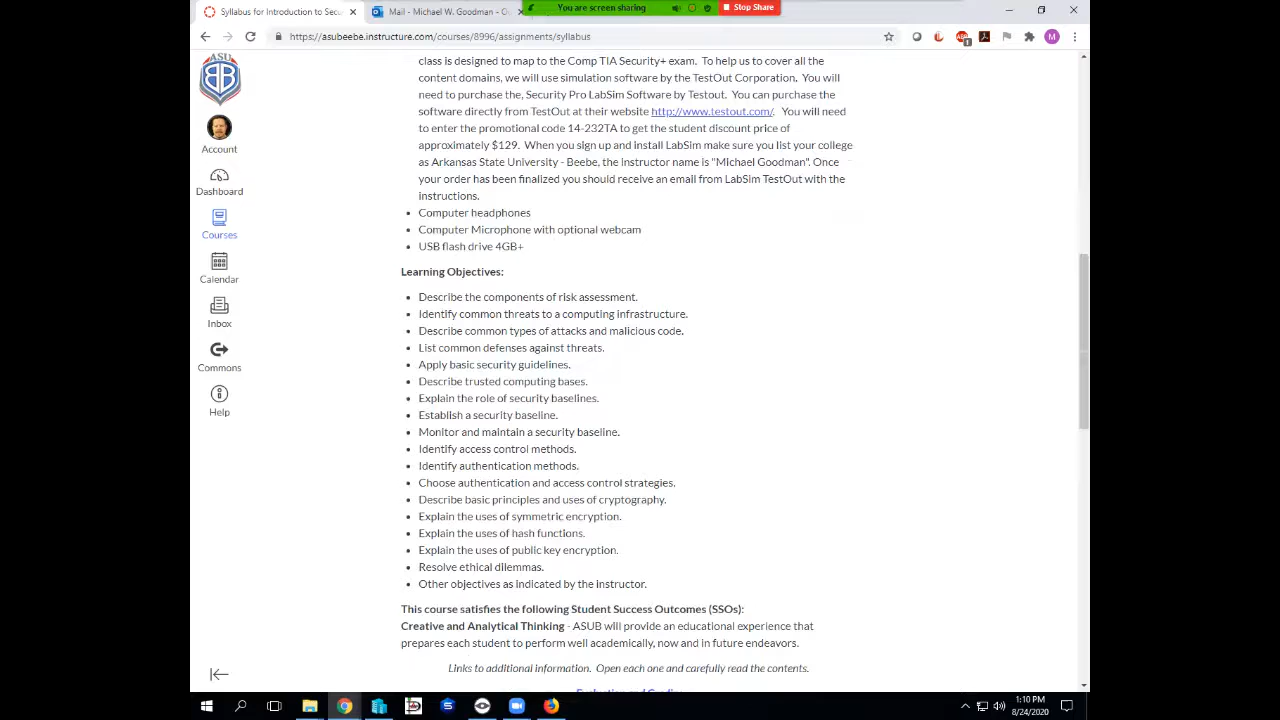 Syllabus for Introduction to Secu
Mail - Michael W. Goodman - O
You are screen sharing
Stop Share
https://asubeebe.instructure.com/courses/8996/assignments/syllabus
M
1
ASU
BB
Account
Dashboard
Courses
Calendar
Inbox
Commons
Help
class is designed to map to the Comp TIA Security+ exam. To help us to cover all the
content domains, we will use simulation software by the TestOut Corporation. You will
need to purchase the, Security Pro LabSim Software by Testout. You can purchase the
software directly from TestOut at their website http://www.testout.com/. You will need
to enter the promotional code 14-232TA to get the student discount price of
approximately $129. When you sign up and install LabSim make sure you list your college
as Arkansas State University - Beebe, the instructor name is "Michael Goodman". Once
your order has been finalized you should receive an email from LabSim TestOut with the
instructions.
• Computer headphones
• Computer Microphone with optional webcam
• USB flash drive 4GB+
Learning Objectives:
• Describe the components of risk assessment.
• Identify common threats to a computing infrastructure.
• Describe common types of attacks and malicious code.
• List common defenses against threats.
• Apply basic security guidelines.
• Describe trusted computing bases.
• Explain the role of security baselines.
• Establish a security baseline.
• Monitor and maintain a security baseline.
• Identify access control methods.
• Identify authentication methods.
• Choose authentication and access control strategies.
• Describe basic principles and uses of cryptography.
• Explain the uses of symmetric encryption.
• Explain the uses of hash functions.
• Explain the uses of public key encryption.
• Resolve ethical dilemmas.
• Other objectives as indicated by the instructor.
This course satisfies the following Student Success Outcomes (SSOs):
Creative and Analytical Thinking - ASUB will provide an educational experience that
prepares each student to perform well academically, now and in future endeavors.
Links to additional information. Open each one and carefully read the contents.
Evaluation and Grading
1:10 PM
8/24/2020